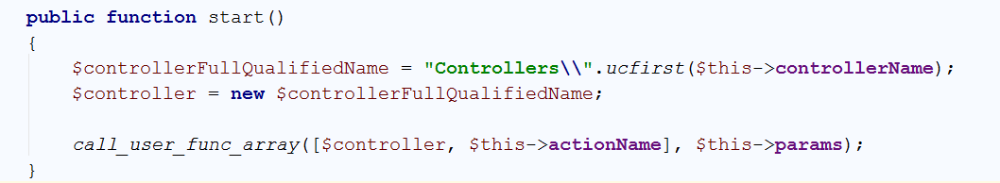 public function start()
{
    $controllerFullQualifiedName = "Controllers\\".ucfirst($this->controllerName);
    $controller = new $controllerFullQualifiedName;

    call_user_func_array([$controller, $this->actionName], $this->params);
}